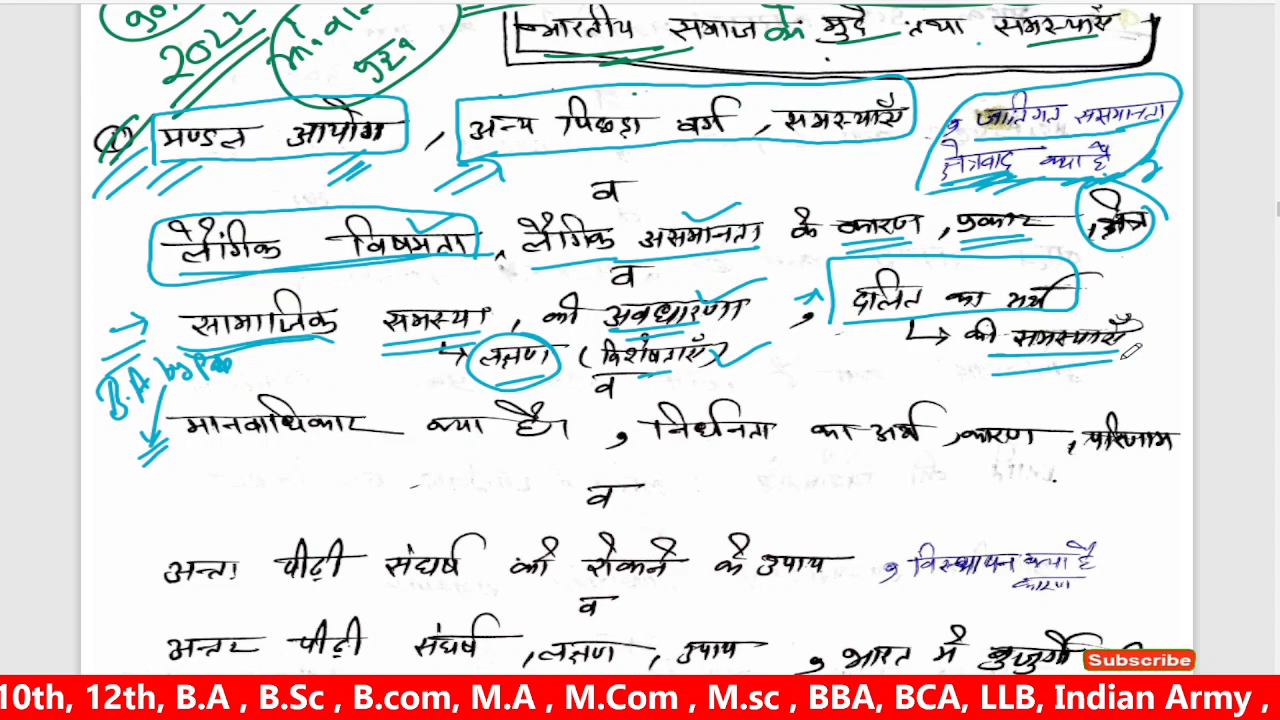 2022
भारतीय समाज के मुद्दे तथा समस्याएँ
मण्डल आयोग , अन्य पिछड़ा वर्ग , समस्याएँ
, जातिगत असमानता
क्षेत्रवाद क्या है
व
लैंगिक विषमता , लैंगिक असमानता के कारण , प्रकार , क्षेत्र
व
→ सामाजिक समस्या , की अवधारणा , → दलित का अर्थ
↳ लक्षण ( विशेषताएँ ) ↳ की समस्याएँ
B.A by
व
मानवाधिकार क्या है। , निर्धनता का अर्थ , कारण , परिणाम
व
अन्तः पीढ़ी संघर्ष को रोकने के उपाय , विस्थापन क्या है
कारण
व
अन्तर पीढ़ी संघर्ष , लक्षण , उपाय , भारत में बुजुर्गों
Subscribe
10th, 12th, B.A , B.Sc , B.com, M.A , M.Com , M.sc , BBA, BCA, LLB, Indian Army ,